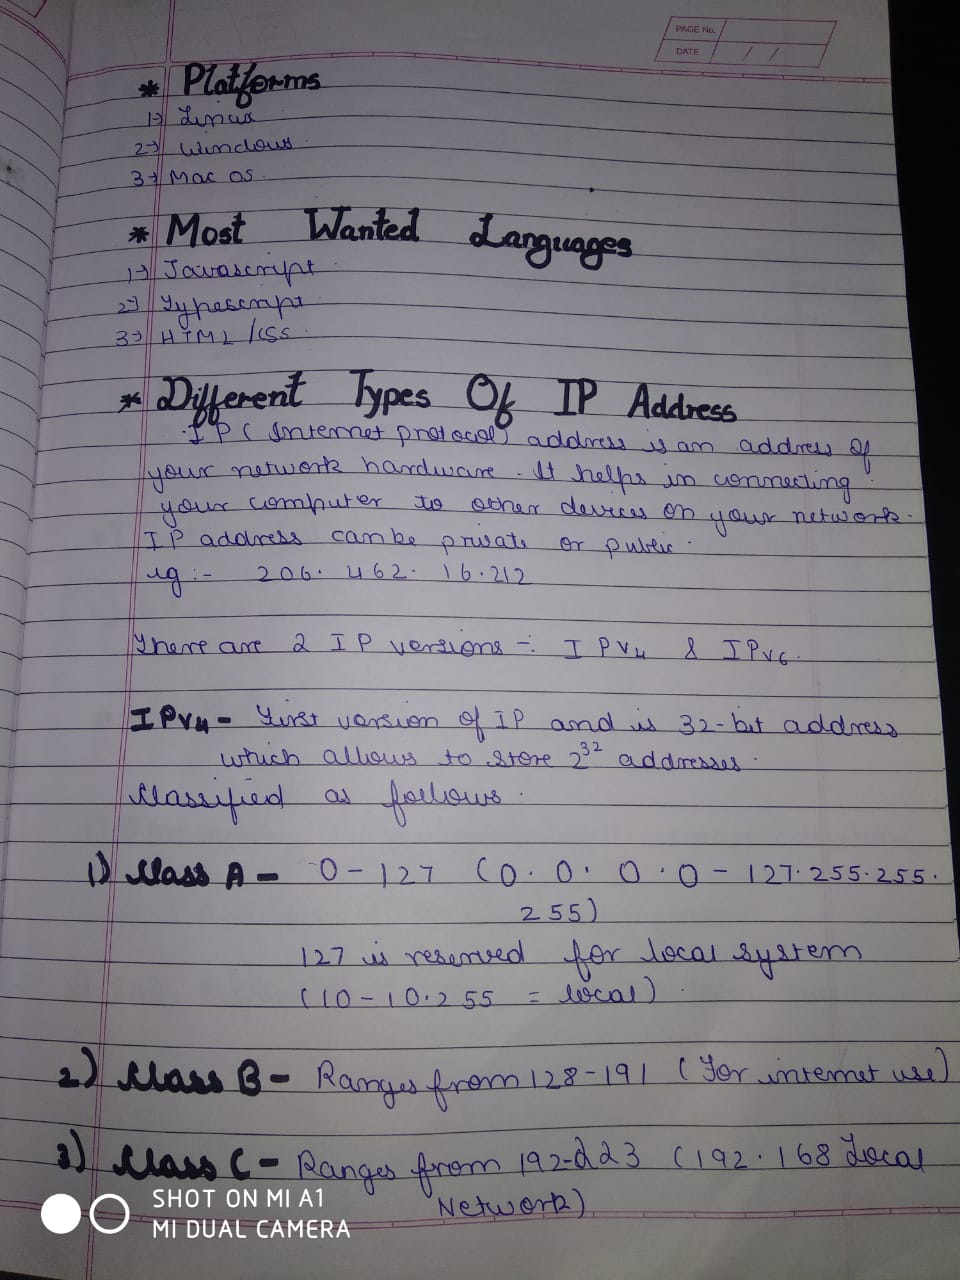 PAGE No.
DATE / /
* Platforms
1→ Linux
2→ Windows.
3→ Mac OS.
* Most Wanted Languages
1→ Javascript
2→ Typescript
3→ HTML / CSS.
* Different Types Of IP Address
IP (Internet protocol) address is an address of
your network hardware. It helps in connecting
your computer to other devices on your network.
IP address can be private or public.
eg :- 206. 462. 16.212
There are 2 IP versions -: IPV4 & IPV6.
IPV4 - First version of IP and is 32-bit address
which allows to store 2³² addresses.
Classified as follows.
1) Class A - 0 - 127 (0. 0. 0. 0 - 127.255.255.
255)
127 is reserved for local system
(10 - 10.255 = local)
2) Class B - Ranges from 128-191 (For internet use)
3) Class C - Ranges from 192-223 (192.168 Local
Network)
SHOT ON MI A1
MI DUAL CAMERA